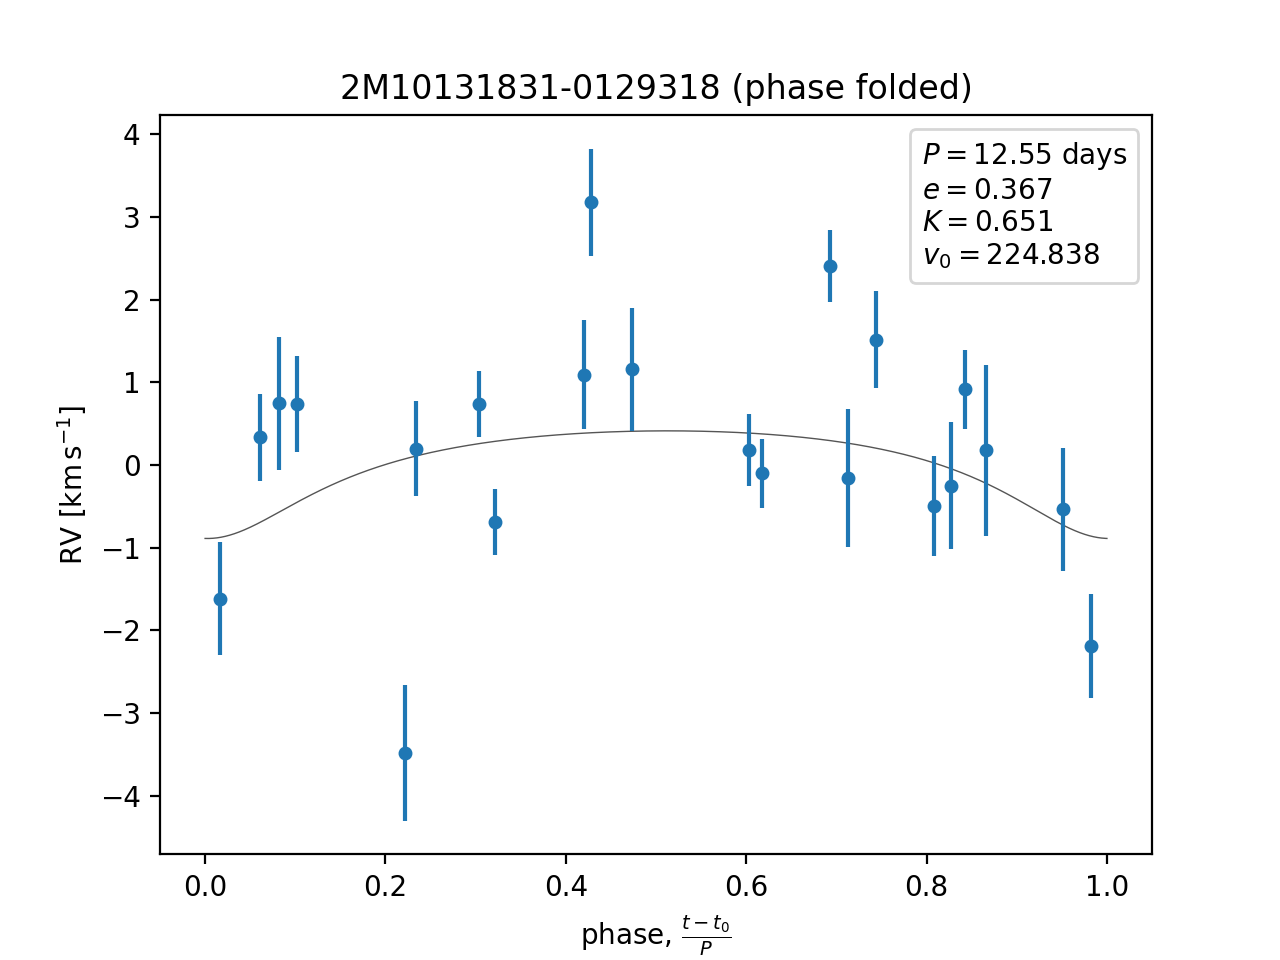 2M10131831-0129318 (phase folded)
P = 12.55 days
e = 0.367
K = 0.651
v₀ = 224.838
4
3
2
1
0
−1
−2
−3
−4
RV [km s⁻¹]
0.0 0.2 0.4 0.6 0.8 1.0
phase, (t − t₀)/P